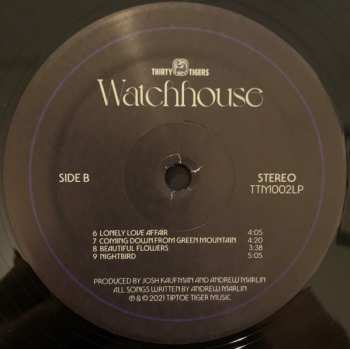 THIRTY TIGERS
Watchhouse
SIDE B
STEREO
TTM002LP
6 LONELY LOVE AFFAIR 4:05
7 COMING DOWN FROM GREEN MOUNTAIN 4:20
8 BEAUTIFUL FLOWERS 3:38
9 NIGHTBIRD 5:05
PRODUCED BY JOSH KAUFMAN AND ANDREW MARLIN
ALL SONGS WRITTEN BY ANDREW MARLIN
℗ & © 2021 TIPTOE TIGER MUSIC